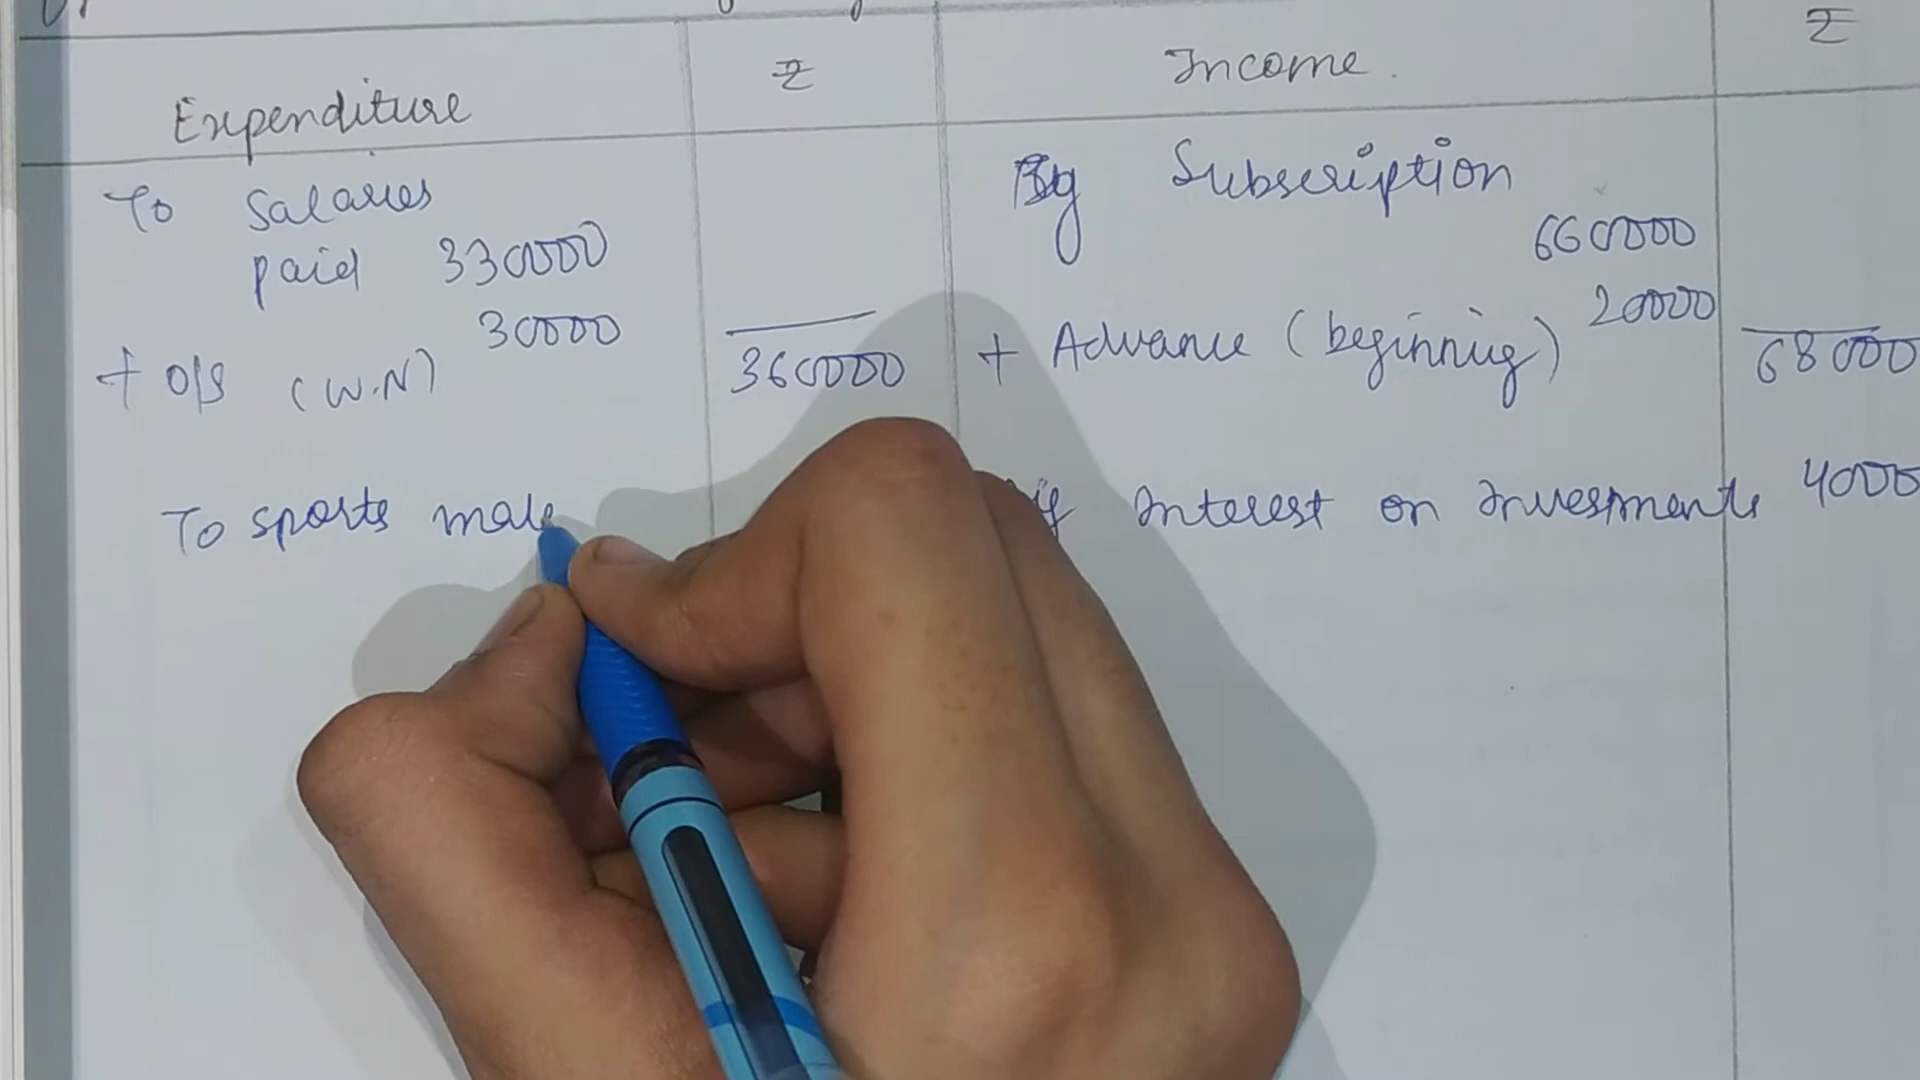 Expenditure ₹ Income. ₹
To Salaries
paid 330000
+ O/S (W.N) 30000 360000
To sports mate
By Subscription
660000
+ Advance (beginning) 20000 68000
Interest on Investments 4000